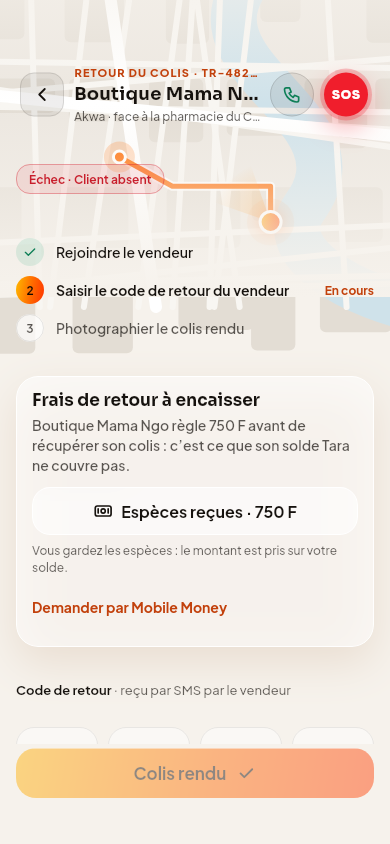 RETOUR DU COLIS · TR-482…
Boutique Mama N…
SOS
Akwa · face à la pharmacie du C…
Échec · Client absent
Rejoindre le vendeur
2 Saisir le code de retour du vendeur En cours
3 Photographier le colis rendu
Frais de retour à encaisser
Boutique Mama Ngo règle 750 F avant de
récupérer son colis : c’est ce que son solde Tara
ne couvre pas.
Espèces reçues · 750 F
Vous gardez les espèces : le montant est pris sur votre
solde.
Demander par Mobile Money
Code de retour · reçu par SMS par le vendeur
Colis rendu